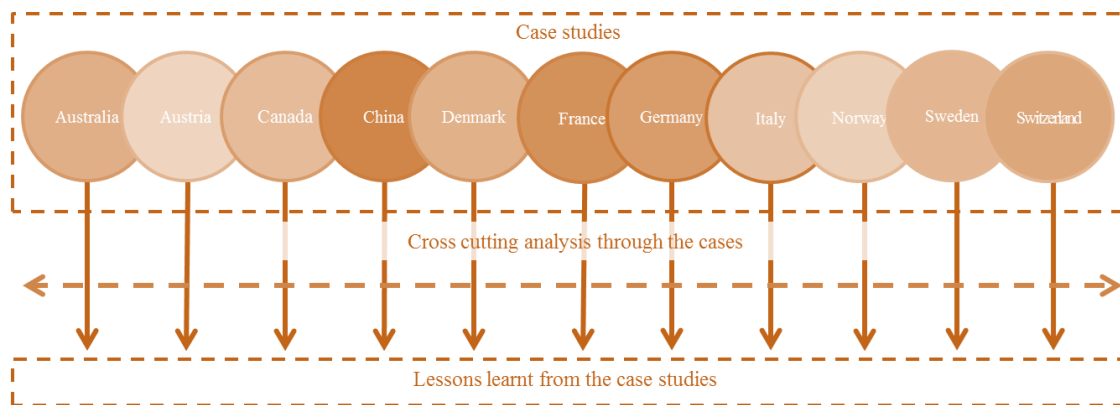 Case studies
Australia
Austria
Canada
China
Denmark
France
Germany
Italy
Norway
Sweden
Switzerland
Cross cutting analysis through the cases
Lessons learnt from the case studies